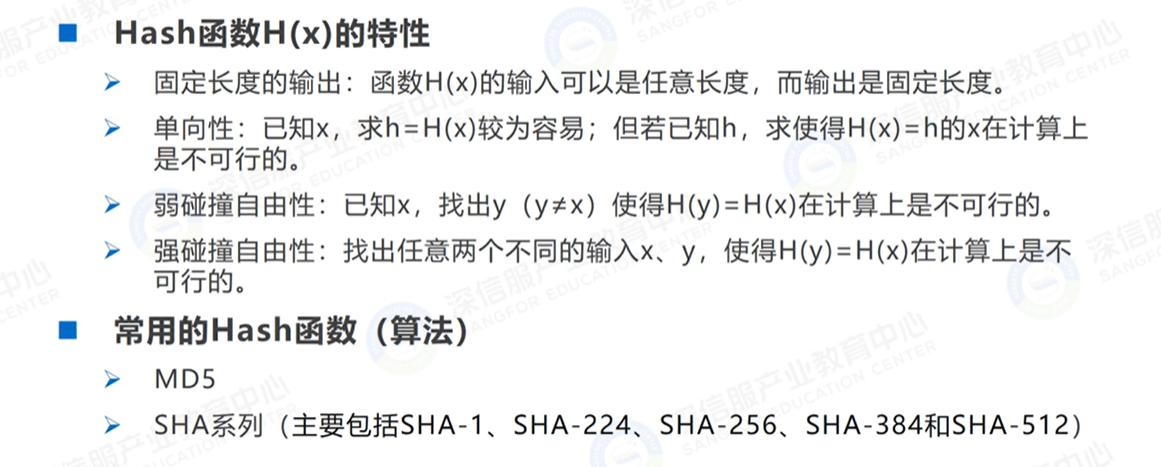 Hash函数H(x)的特性
固定长度的输出：函数H(x)的输入可以是任意长度，而输出是固定长度。
单向性：已知x，求h=H(x)较为容易；但若已知h，求使得H(x)=h的x在计算上
是不可行的。
弱碰撞自由性：已知x，找出y（y≠x）使得H(y)=H(x)在计算上是不可行的。
强碰撞自由性：找出任意两个不同的输入x、y，使得H(y)=H(x)在计算上是不
可行的。
常用的Hash函数（算法）
MD5
SHA系列（主要包括SHA-1、SHA-224、SHA-256、SHA-384和SHA-512）
深信服产业教育中心
SANGFOR EDUCATION CENTER